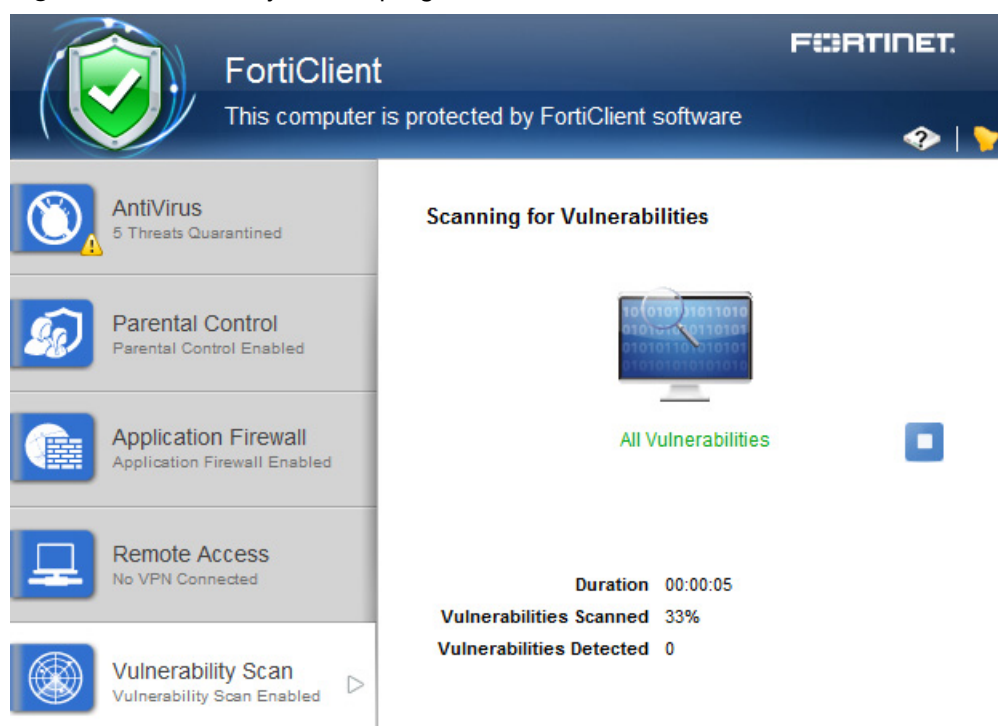 FORTINET
FortiClient
This computer is protected by FortiClient software
AntiVirus
5 Threats Quarantined
Parental Control
Parental Control Enabled
Application Firewall
Application Firewall Enabled
Remote Access
No VPN Connected
Vulnerability Scan
Vulnerability Scan Enabled
Scanning for Vulnerabilities
All Vulnerabilities
Duration 00:00:05
Vulnerabilities Scanned 33%
Vulnerabilities Detected 0